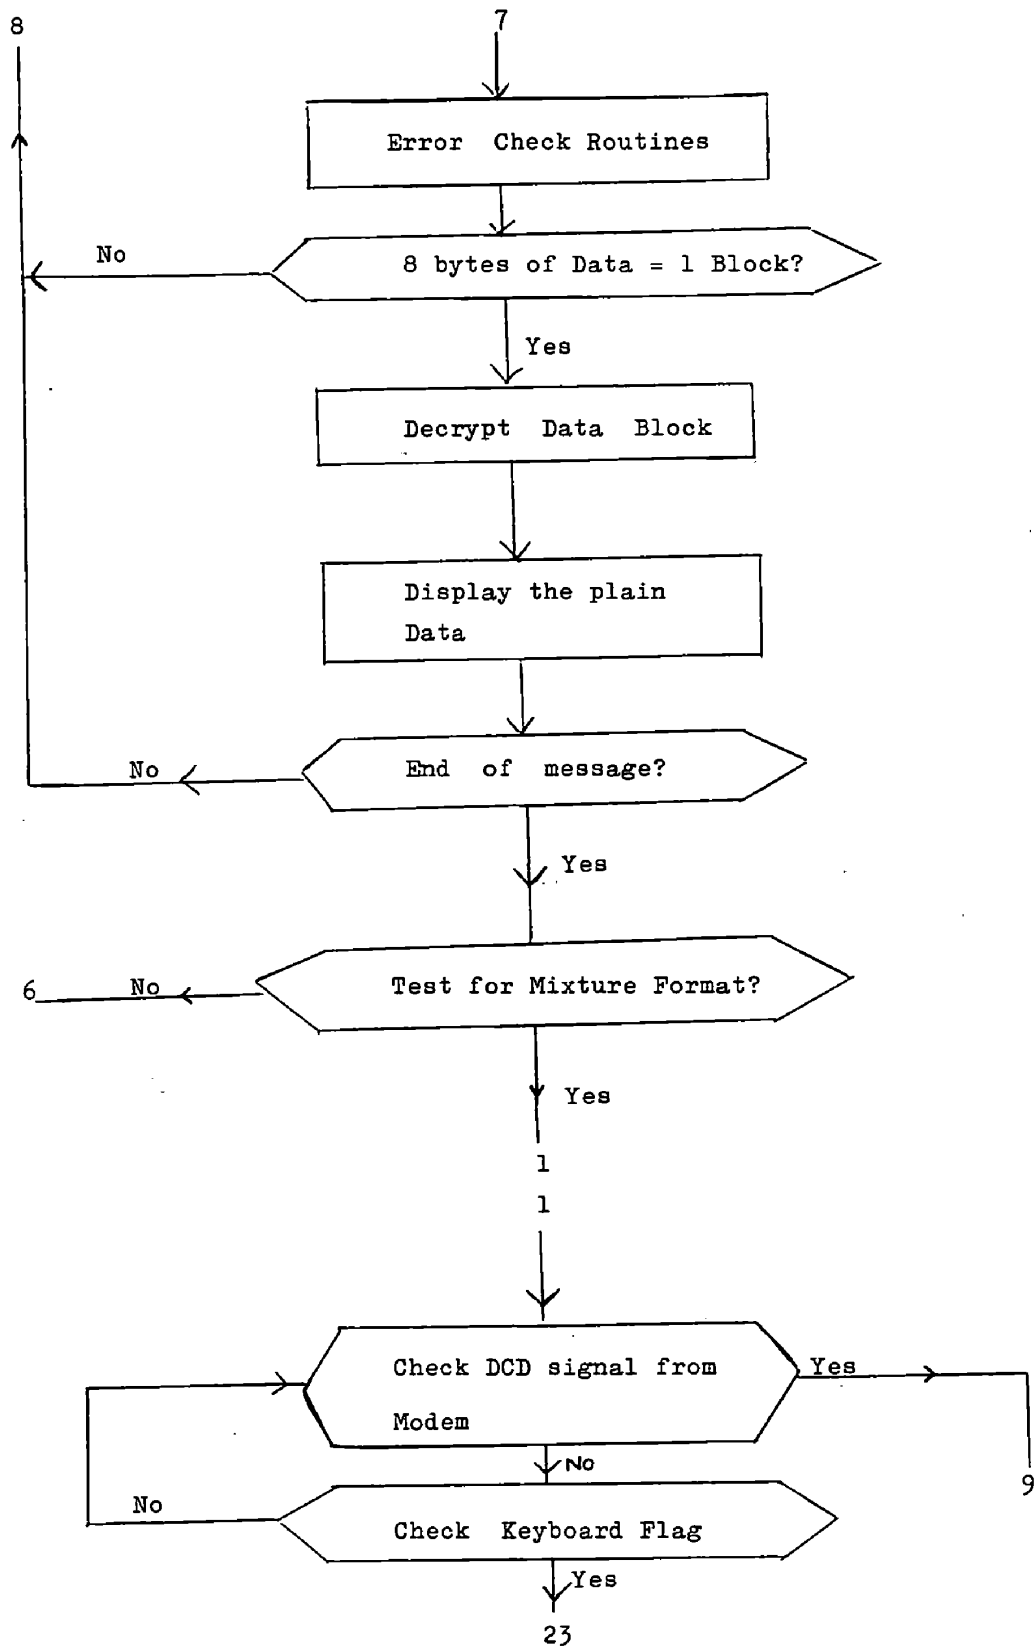 8
7
Error Check Routines
No
8 bytes of Data = 1 Block?
Yes
Decrypt Data Block
Display the plain
Data
No
End of message?
Yes
6
No
Test for Mixture Format?
Yes
1
1
Check DCD signal from
Modem
Yes
No
9
No
Check Keyboard Flag
Yes
23